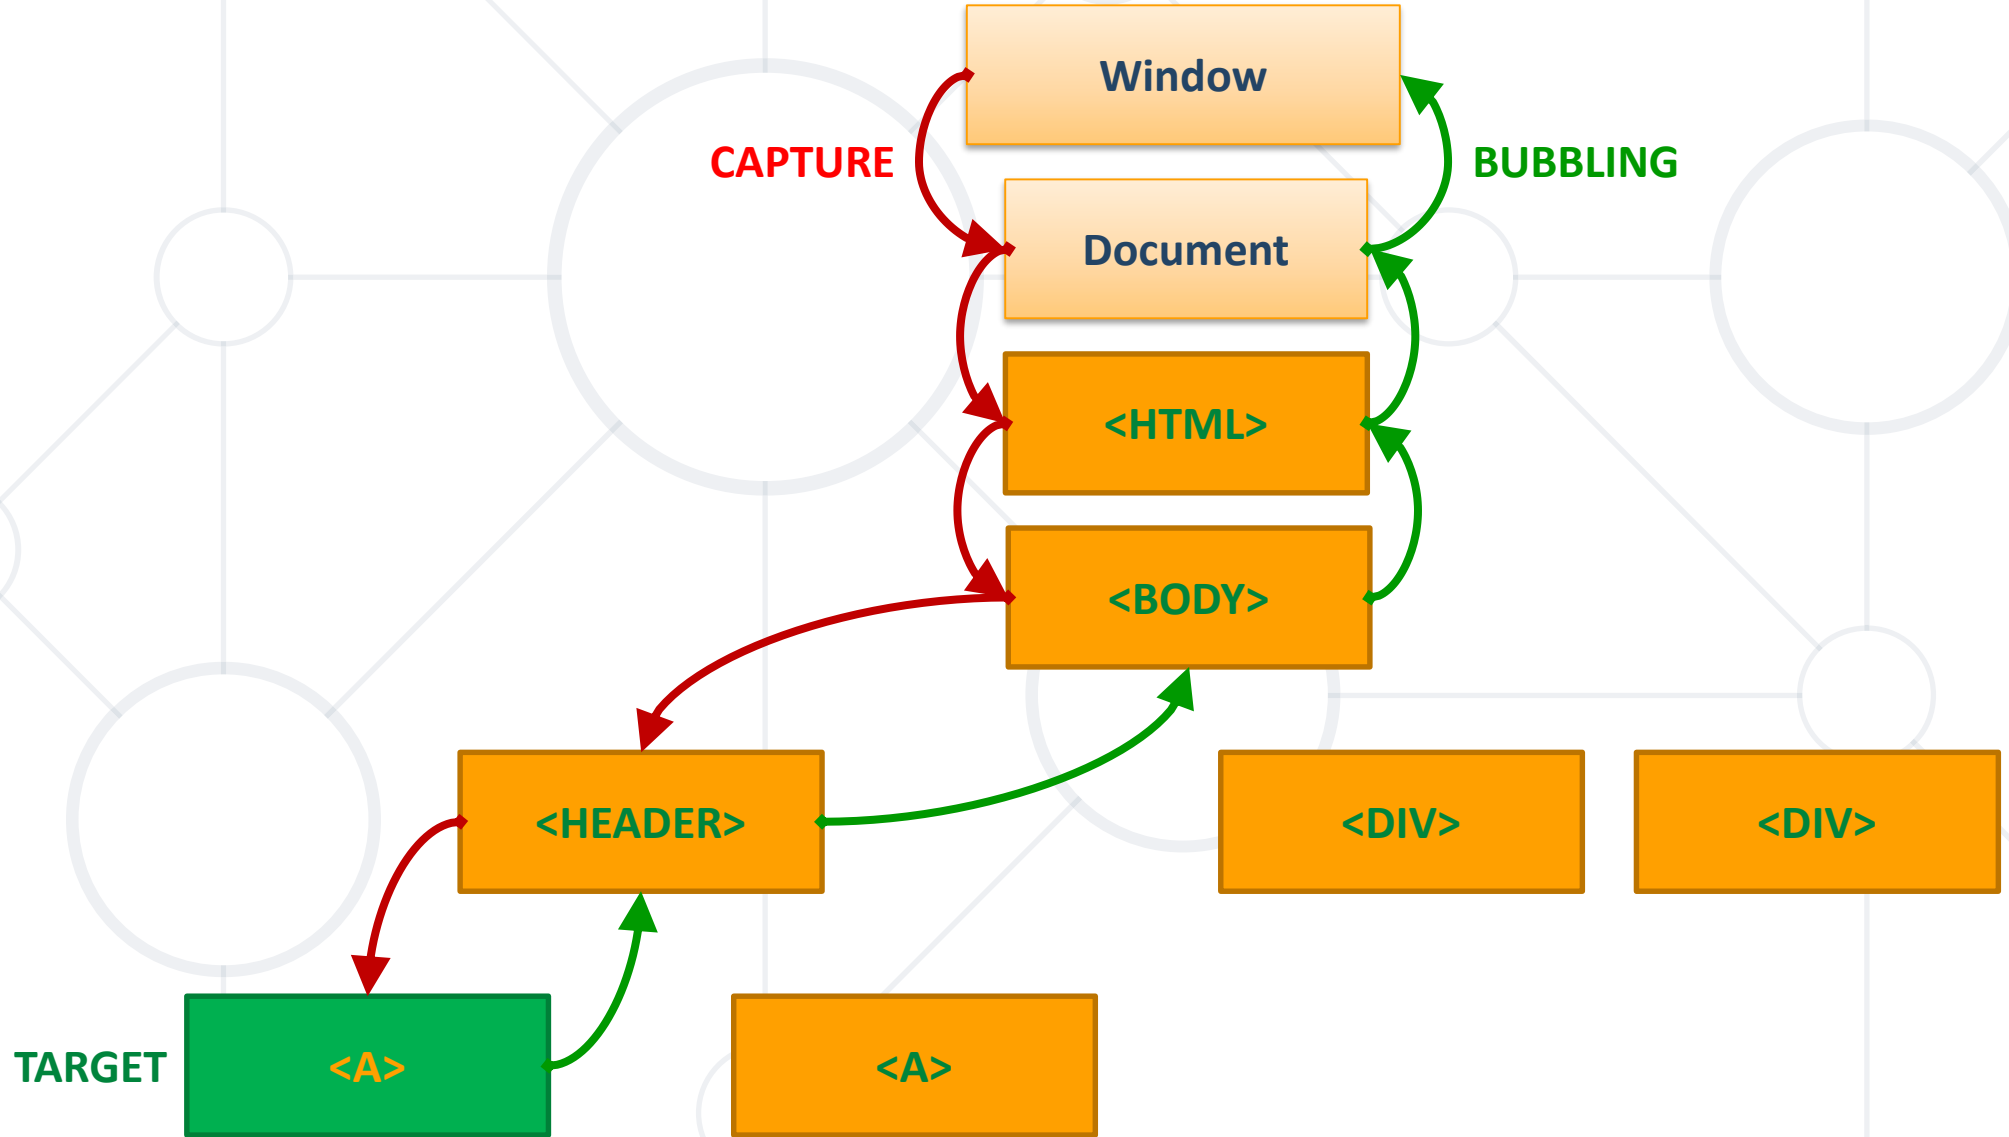 Window
CAPTURE
BUBBLING
Document
<HTML>
<BODY>
<HEADER>
<DIV>
<DIV>
TARGET
<A>
<A>